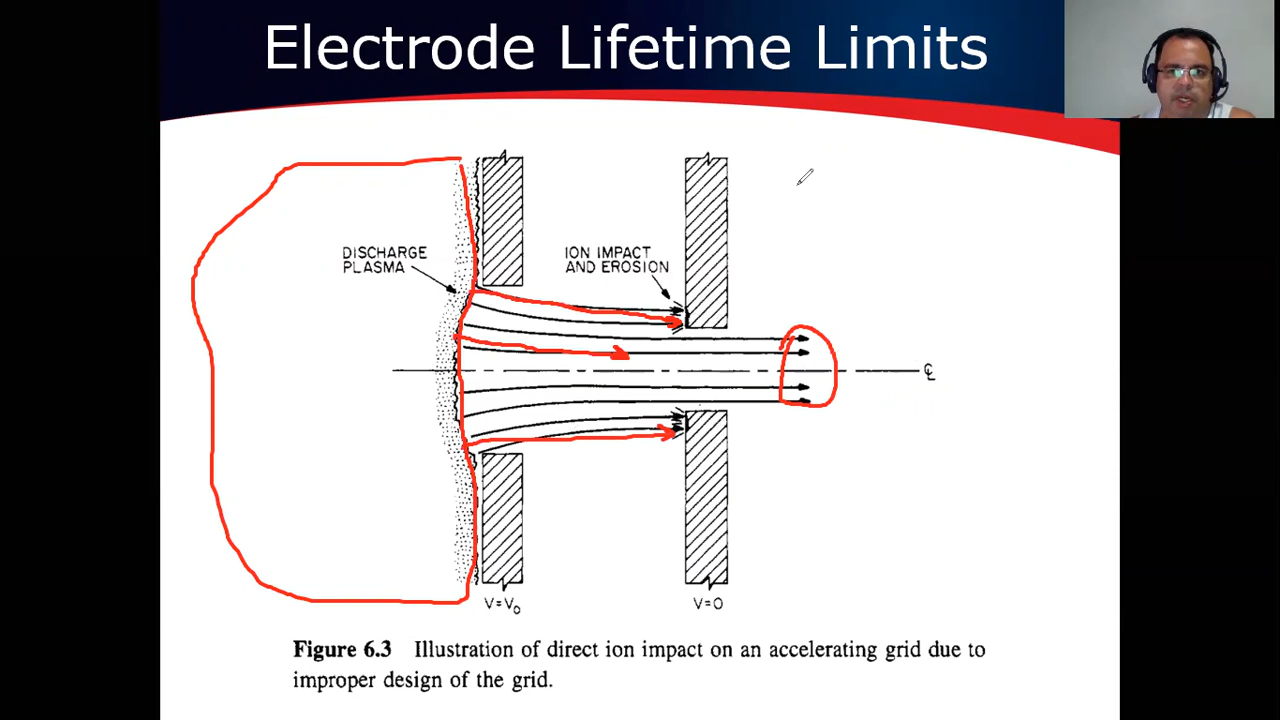 Electrode Lifetime Limits
DISCHARGE
PLASMA
ION IMPACT
AND EROSION
℄
V=V₀
V=0
Figure 6.3 Illustration of direct ion impact on an accelerating grid due to
improper design of the grid.